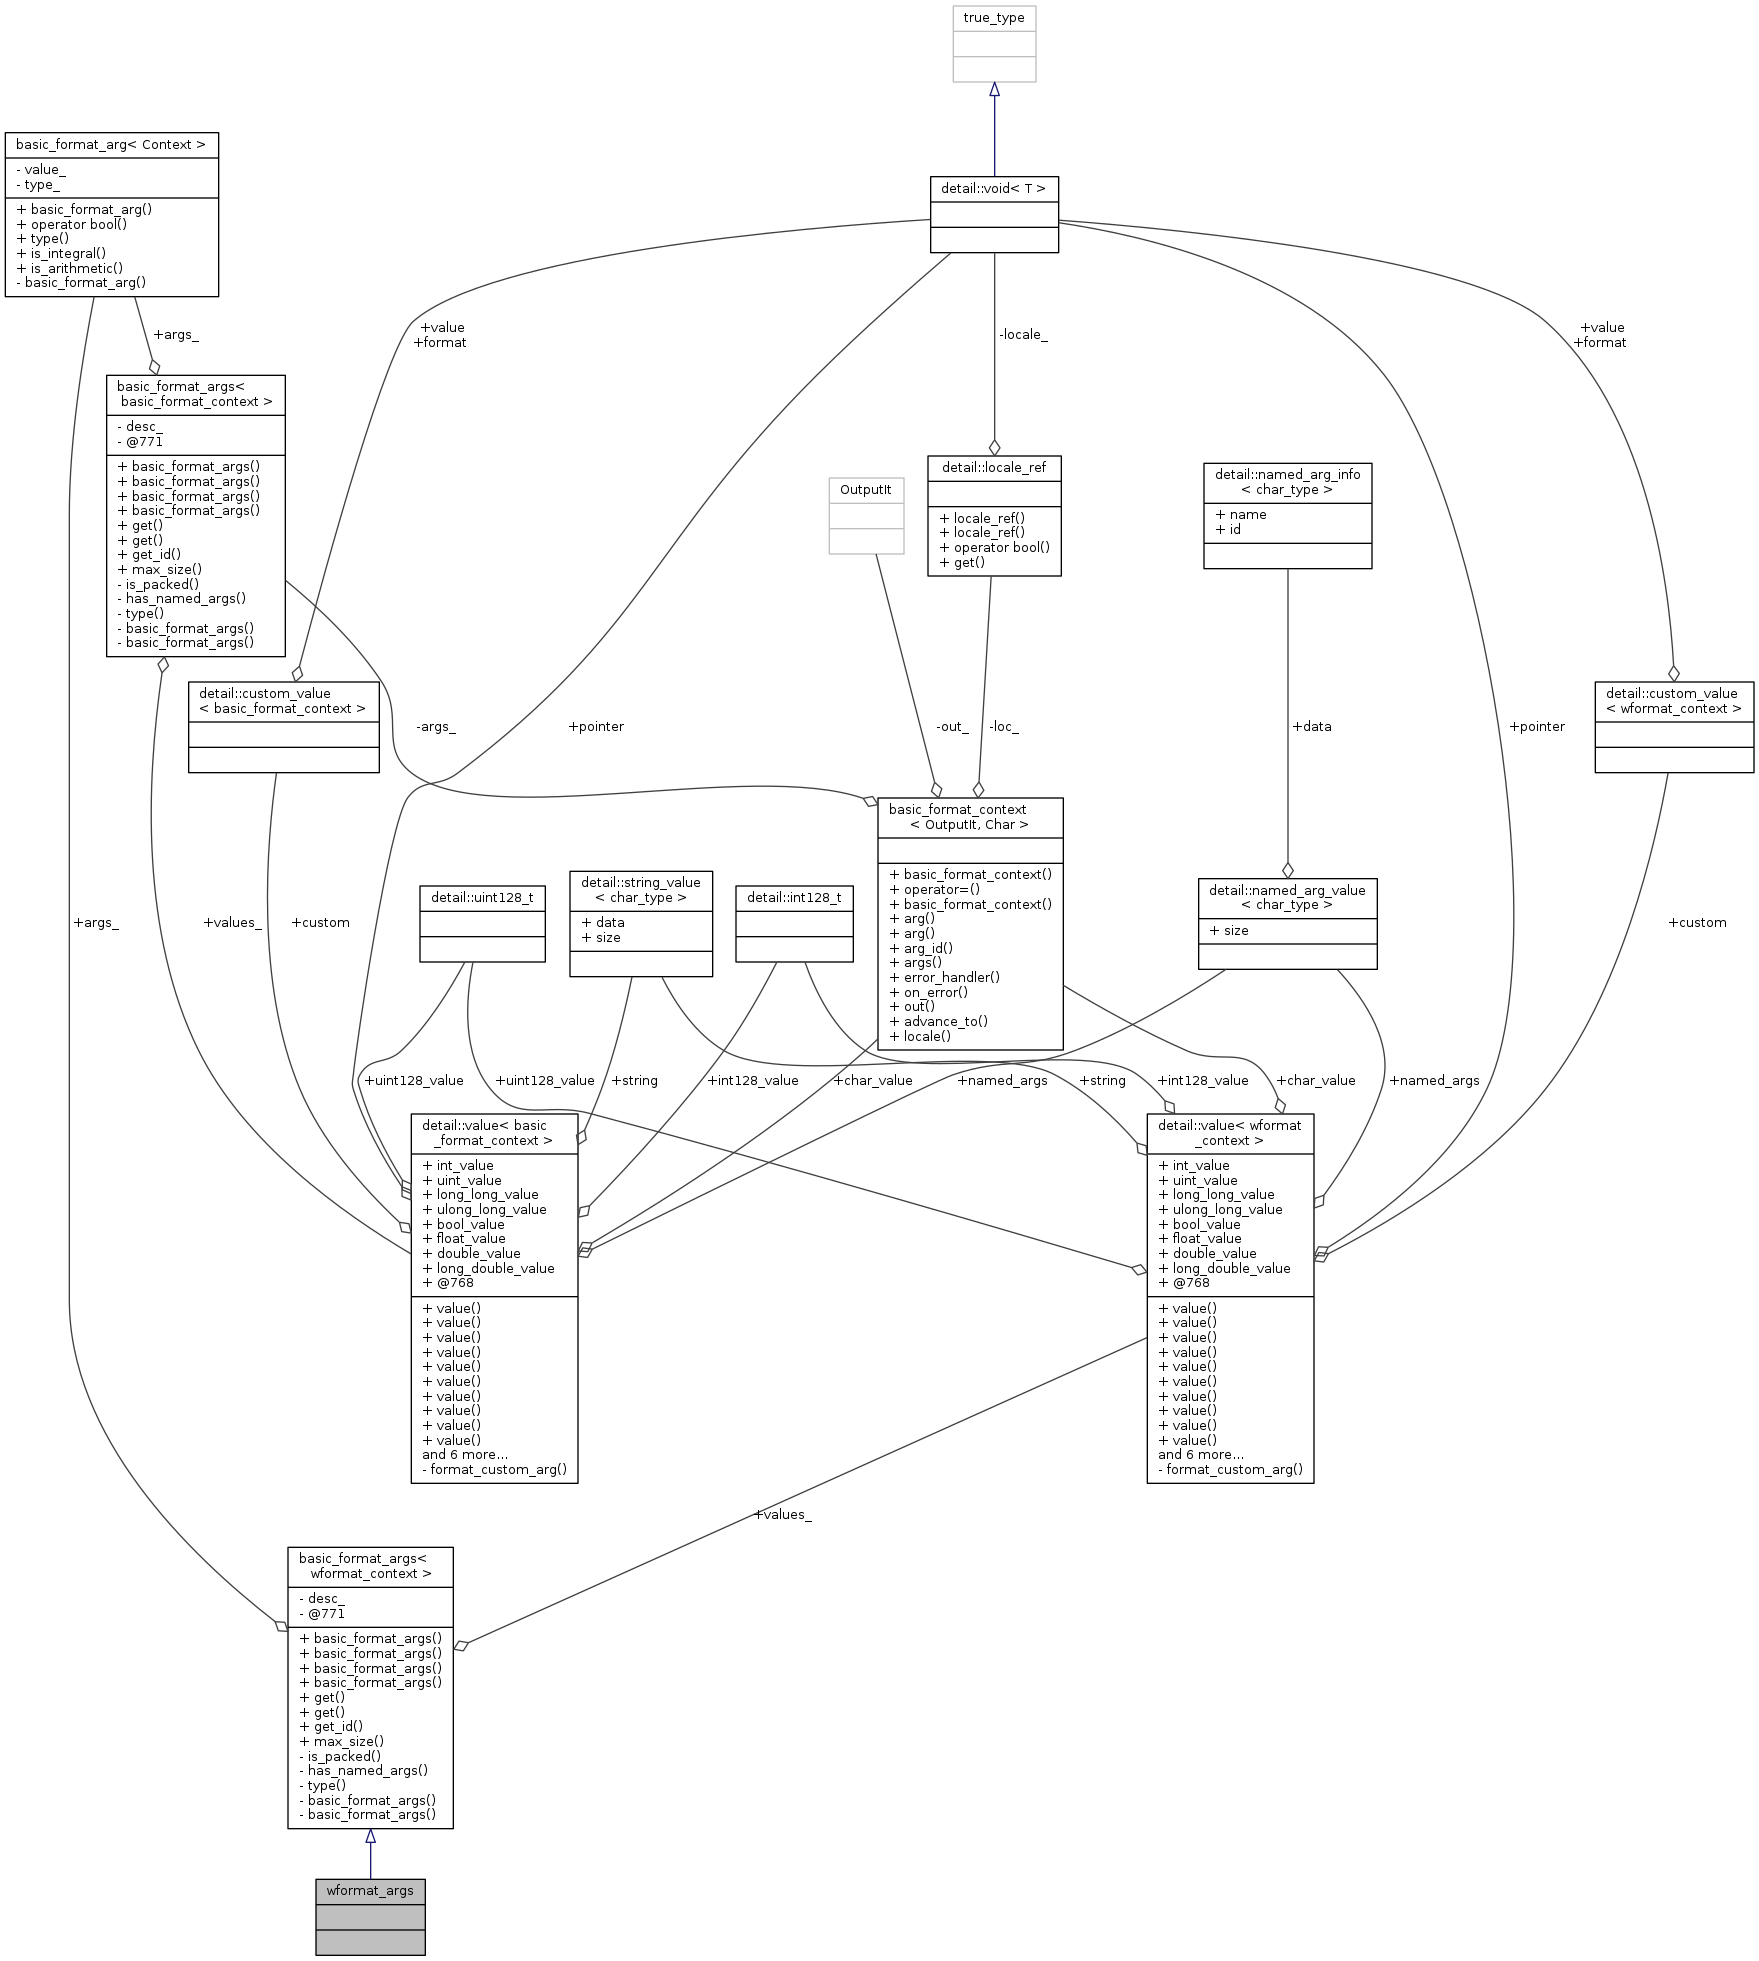 true_type
basic_format_arg< Context >
- value_
- type_
+ basic_format_arg()
+ operator bool()
+ type()
+ is_integral()
+ is_arithmetic()
- basic_format_arg()
detail::void< T >
+args_
+value
+format
-locale_
+value
+format
basic_format_args<
basic_format_context >
- desc_
- @771
+ basic_format_args()
+ basic_format_args()
+ basic_format_args()
+ basic_format_args()
+ get()
+ get()
+ get_id()
+ max_size()
- is_packed()
- has_named_args()
- type()
- basic_format_args()
- basic_format_args()
OutputIt
detail::locale_ref
+ locale_ref()
+ locale_ref()
+ operator bool()
+ get()
detail::named_arg_info
< char_type >
+ name
+ id
detail::custom_value
< basic_format_context >
-args_
+pointer
-out_
-loc_
+data
+pointer
detail::custom_value
< wformat_context >
basic_format_context
< OutputIt, Char >
+ basic_format_context()
+ operator=()
+ basic_format_context()
+ arg()
+ arg()
+ arg_id()
+ args()
+ error_handler()
+ on_error()
+ out()
+ advance_to()
+ locale()
+args_
+values_
+custom
detail::uint128_t
detail::string_value
< char_type >
+ data
+ size
detail::int128_t
detail::named_arg_value
< char_type >
+ size
+custom
+uint128_value
+uint128_value
+string
+int128_value
+char_value
+named_args
+string
+int128_value
+char_value
+named_args
detail::value< basic
_format_context >
+ int_value
+ uint_value
+ long_long_value
+ ulong_long_value
+ bool_value
+ float_value
+ double_value
+ long_double_value
+ @768
+ value()
+ value()
+ value()
+ value()
+ value()
+ value()
+ value()
+ value()
+ value()
+ value()
and 6 more...
- format_custom_arg()
detail::value< wformat
_context >
+ int_value
+ uint_value
+ long_long_value
+ ulong_long_value
+ bool_value
+ float_value
+ double_value
+ long_double_value
+ @768
+ value()
+ value()
+ value()
+ value()
+ value()
+ value()
+ value()
+ value()
+ value()
+ value()
and 6 more...
- format_custom_arg()
+values_
basic_format_args<
wformat_context >
- desc_
- @771
+ basic_format_args()
+ basic_format_args()
+ basic_format_args()
+ basic_format_args()
+ get()
+ get()
+ get_id()
+ max_size()
- is_packed()
- has_named_args()
- type()
- basic_format_args()
- basic_format_args()
wformat_args